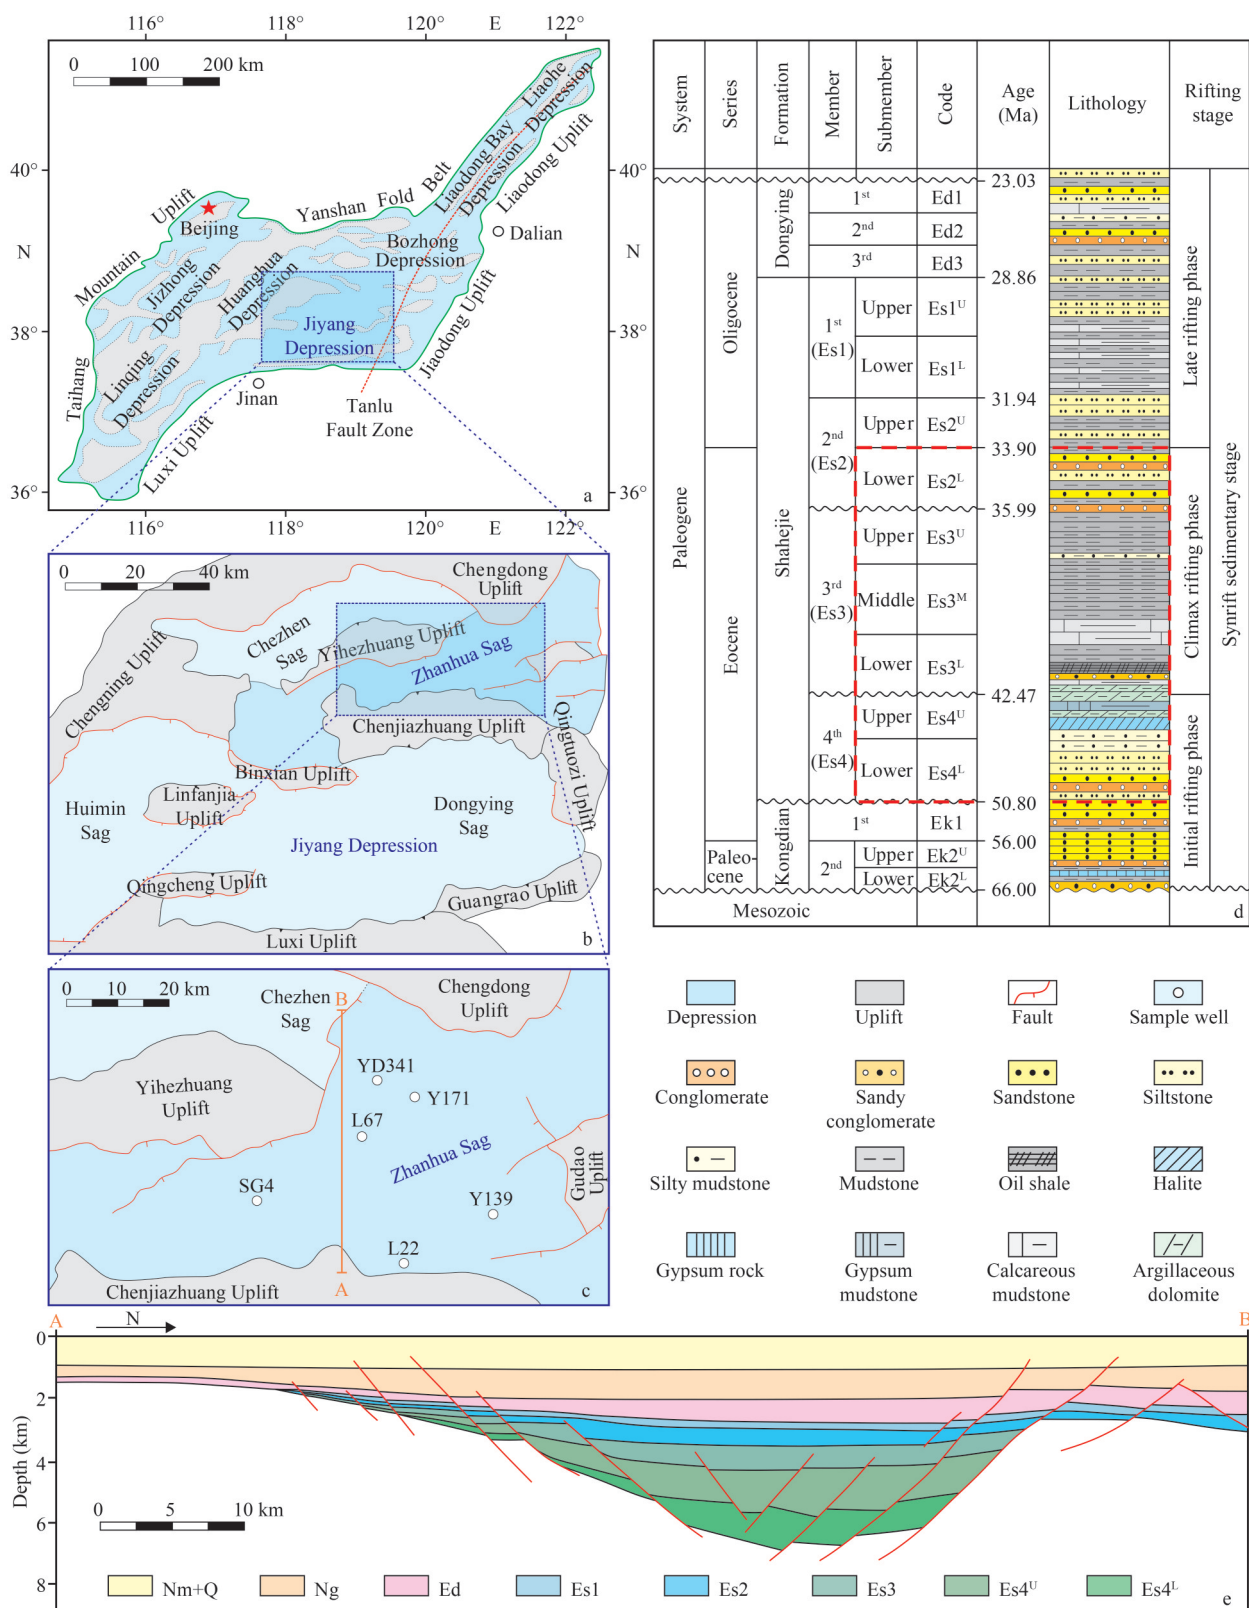 116°
118°
120°
E
122°
0
100
200 km
40°
38°
36°
N
40°
N
38°
36°
Liaohe
Depression
Liaodong Bay
Depression
Liaodong Uplift
Yanshan Fold Belt
Uplift
Beijing
Mountain
Taihang
Jizhong
Depression
Huanghua
Depression
Bozhong
Depression
Dalian
Jiaodong Uplift
Jiyang
Depression
Linqing
Depression
Jinan
Luxi Uplift
Tanlu
Fault Zone
a
116°
118°
120°
E
122°
0
20
40 km
Chengdong
Uplift
Chezhen
Sag
Yihezhuang Uplift
Zhanhua Sag
Chengning Uplift
Chenjiazhuang Uplift
Qingtuozi Uplift
Binxian Uplift
Linfanjia
Uplift
Huimin
Sag
Dongying
Sag
Jiyang Depression
Qingcheng Uplift
Guangrao Uplift
Luxi Uplift
b
0
10
20 km
Chezhen
Sag
B
Chengdong
Uplift
Yihezhuang
Uplift
YD341
Y171
L67
Zhanhua Sag
Gudao
Uplift
SG4
Y139
L22
Chenjiazhuang Uplift
A
c
System
Series
Formation
Member
Submember
Code
Age
(Ma)
Lithology
Rifting
stage
Paleogene
Oligocene
Eocene
Paleo-
cene
Mesozoic
Dongying
Shahejie
Kongdian
1st
Ed1
2nd
Ed2
3rd
Ed3
1st
(Es1)
Upper
Es1U
Lower
Es1L
2nd
(Es2)
Upper
Es2U
Lower
Es2L
3rd
(Es3)
Upper
Es3U
Middle
Es3M
Lower
Es3L
4th
(Es4)
Upper
Es4U
Lower
Es4L
1st
Ek1
2nd
Upper
Ek2U
Lower
Ek2L
23.03
28.86
31.94
33.90
35.99
42.47
50.80
56.00
66.00
Late rifting phase
Climax rifting phase
Initial rifting phase
Synrift sedimentary stage
d
Depression
Uplift
Fault
Sample well
Conglomerate
Sandy
conglomerate
Sandstone
Siltstone
Silty mudstone
Mudstone
Oil shale
Halite
Gypsum rock
Gypsum
mudstone
Calcareous
mudstone
Argillaceous
dolomite
A
N
B
0
2
4
6
8
Depth (km)
0
5
10 km
Nm+Q
Ng
Ed
Es1
Es2
Es3
Es4U
Es4L
e